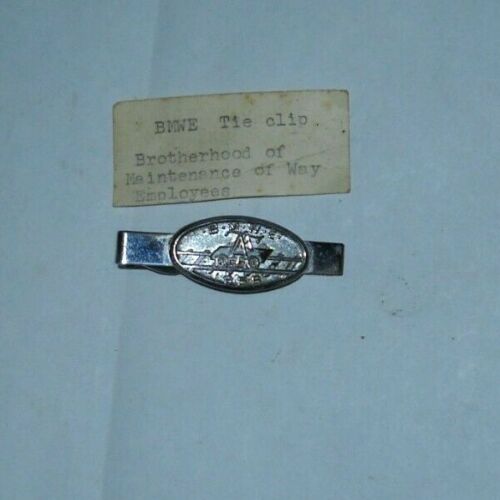 BMWE Tie clip
Brotherhood of
Maintenance of Way
Employees
B.M.W.E.